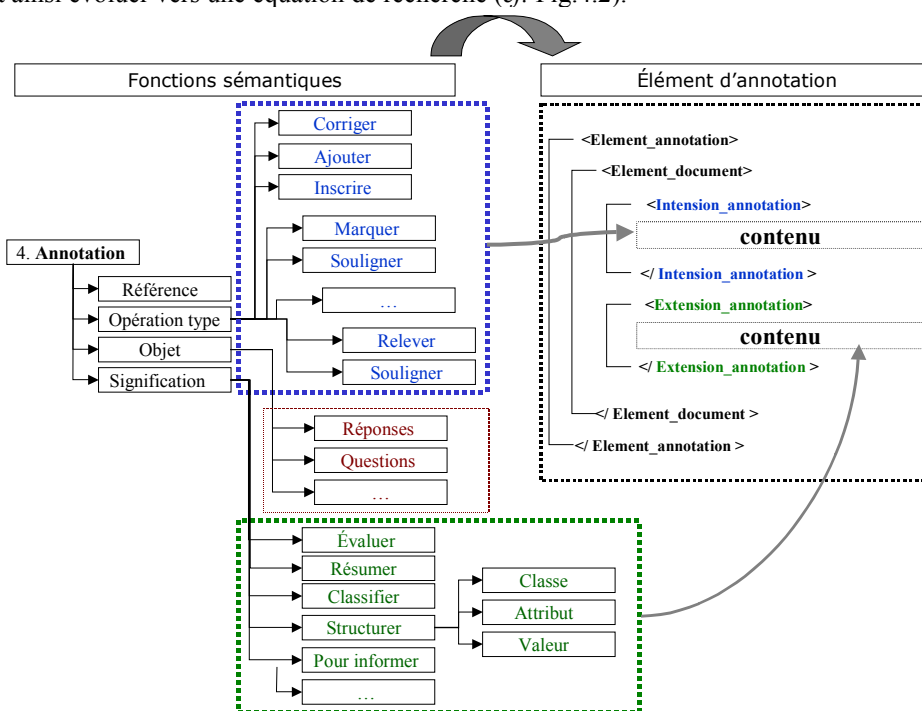 t ainsi évoluer vers une équation de recherche (cf. Fig.4.2).
Fonctions sémantiques
Élément d'annotation
Corriger
Ajouter
Inscrire
Marquer
Souligner
…
Relever
Souligner
4. Annotation
Référence
Opération type
Objet
Signification
Réponses
Questions
…
Évaluer
Résumer
Classifier
Structurer
Pour informer
…
Classe
Attribut
Valeur
<Element_annotation>
<Element_document>
<Intension_annotation>
contenu
</ Intension_annotation >
<Extension_annotation>
contenu
</ Extension_annotation >
</ Element_document >
</ Element_annotation >